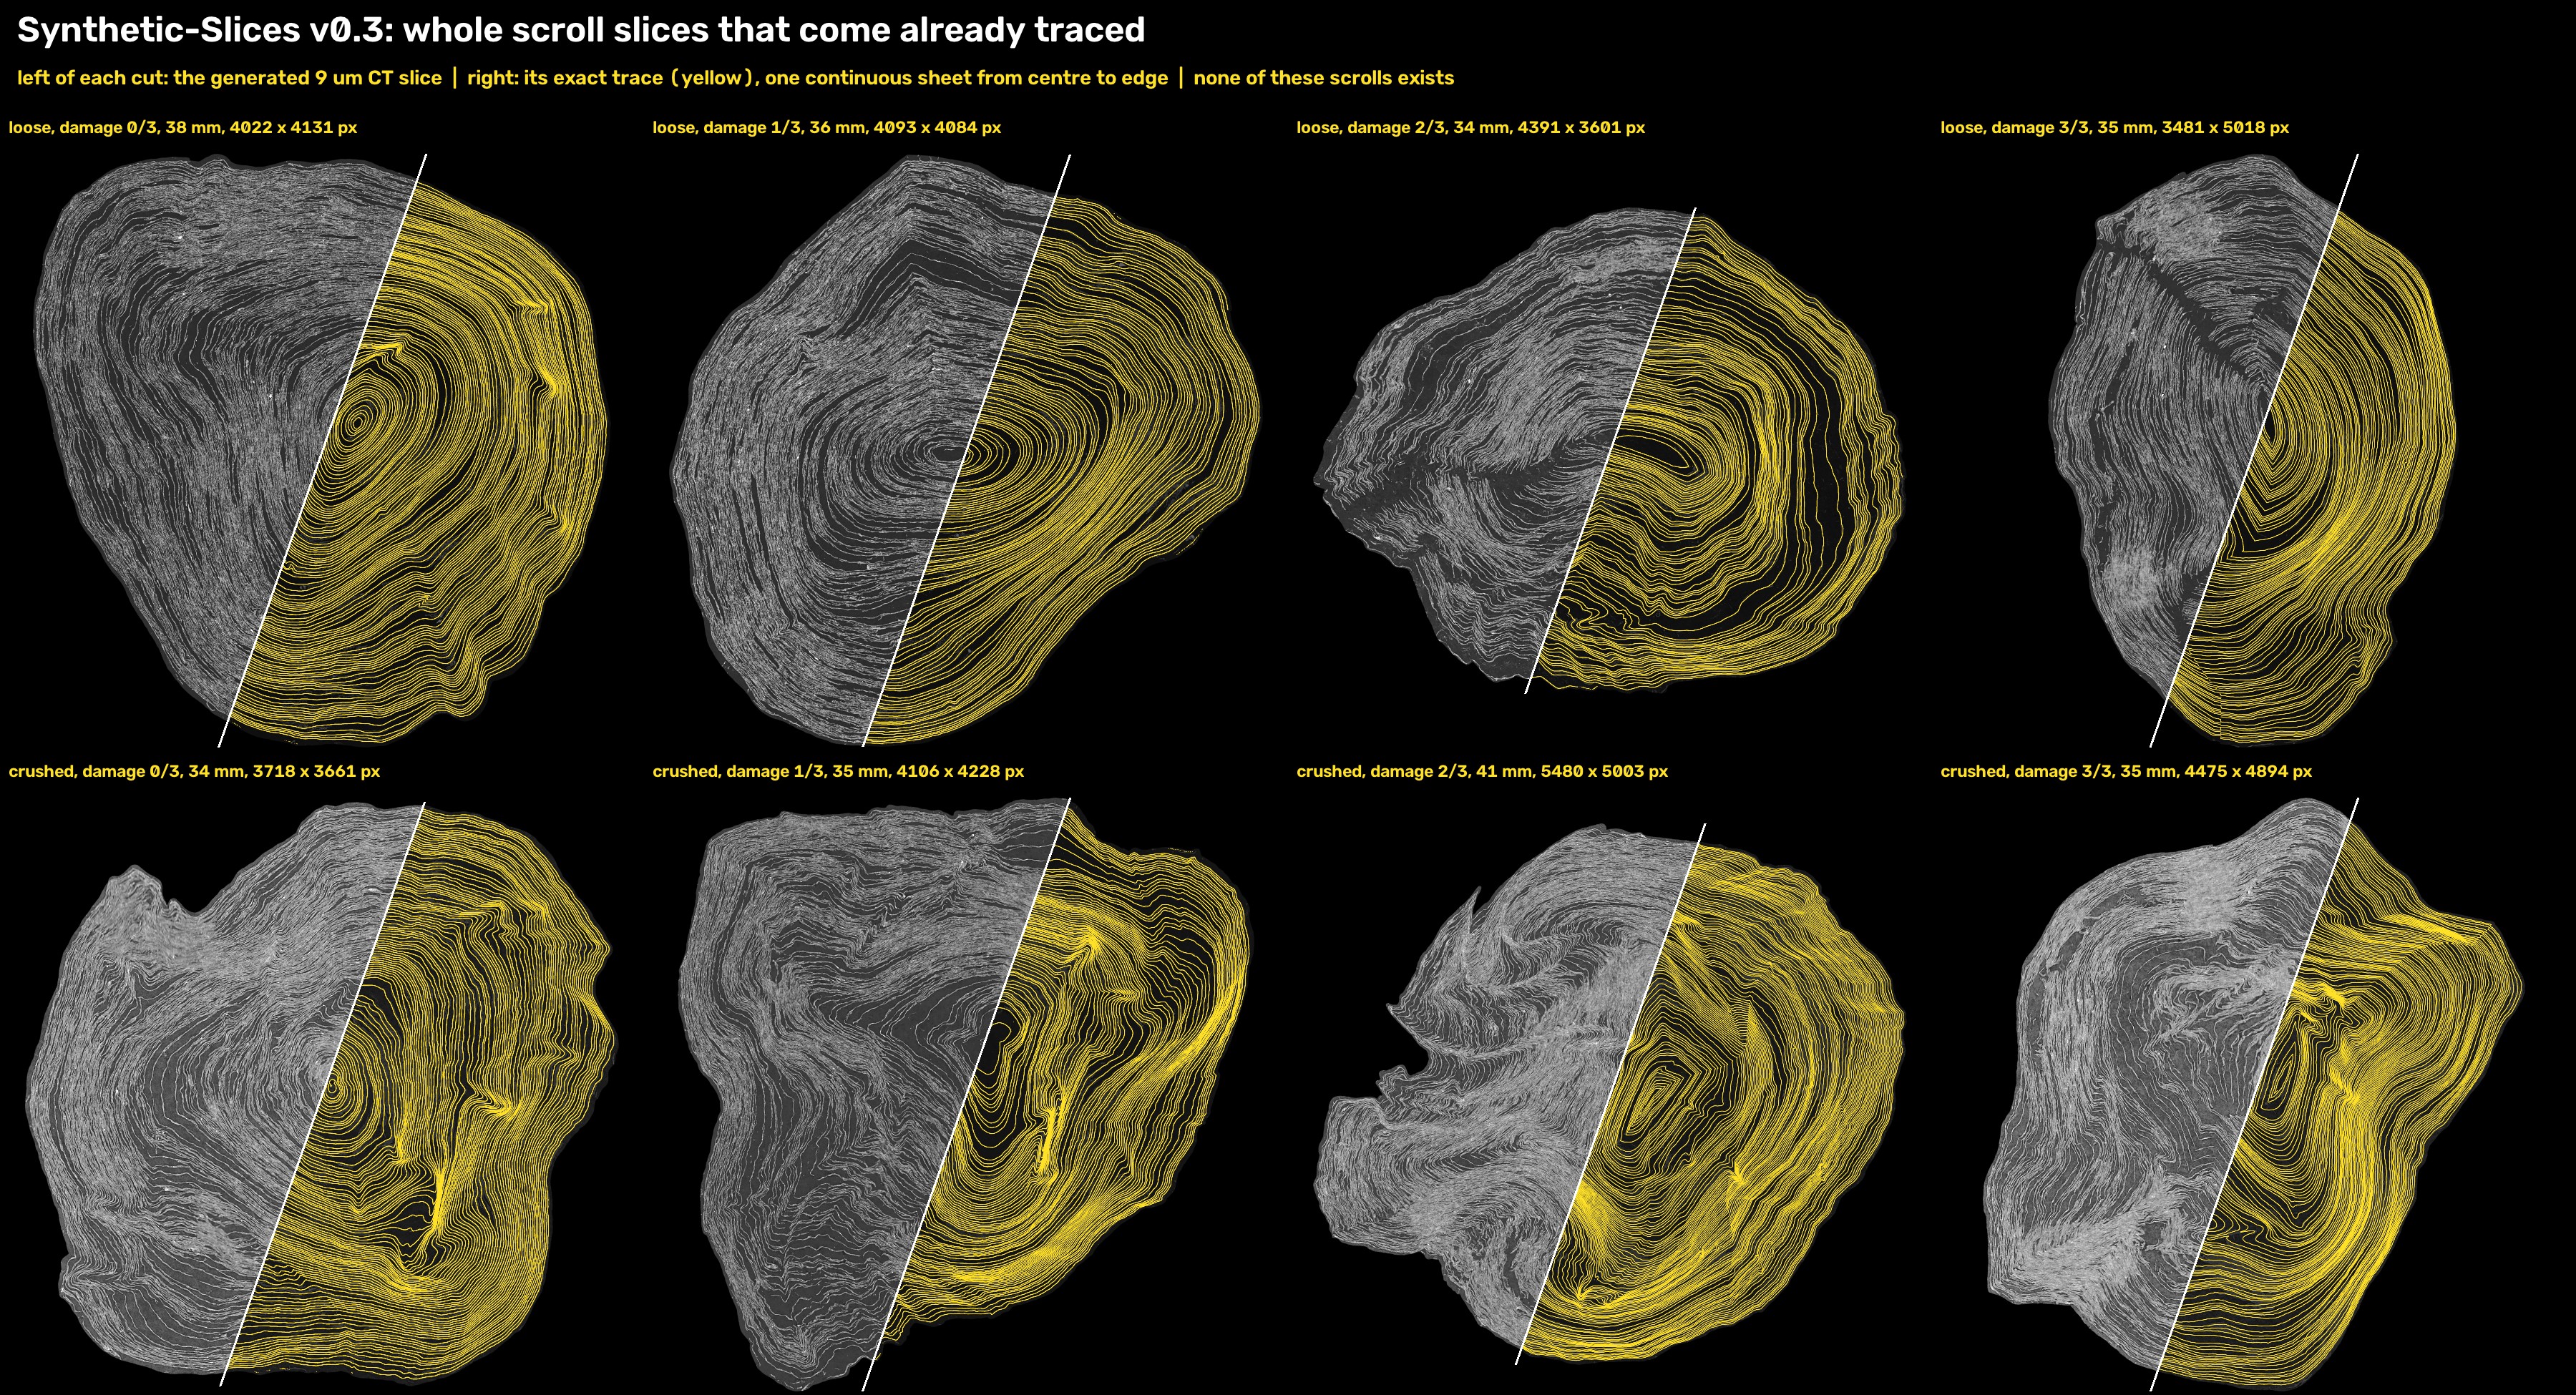 Synthetic-Slices v0.3: whole scroll slices that come already traced
left of each cut: the generated 9 um CT slice | right: its exact trace (yellow), one continuous sheet from centre to edge | none of these scrolls exists
loose, damage 0/3, 38 mm, 4022 x 4131 px
loose, damage 1/3, 36 mm, 4093 x 4084 px
loose, damage 2/3, 34 mm, 4391 x 3601 px
loose, damage 3/3, 35 mm, 3481 x 5018 px
crushed, damage 0/3, 34 mm, 3718 x 3661 px
crushed, damage 1/3, 35 mm, 4106 x 4228 px
crushed, damage 2/3, 41 mm, 5480 x 5003 px
crushed, damage 3/3, 35 mm, 4475 x 4894 px